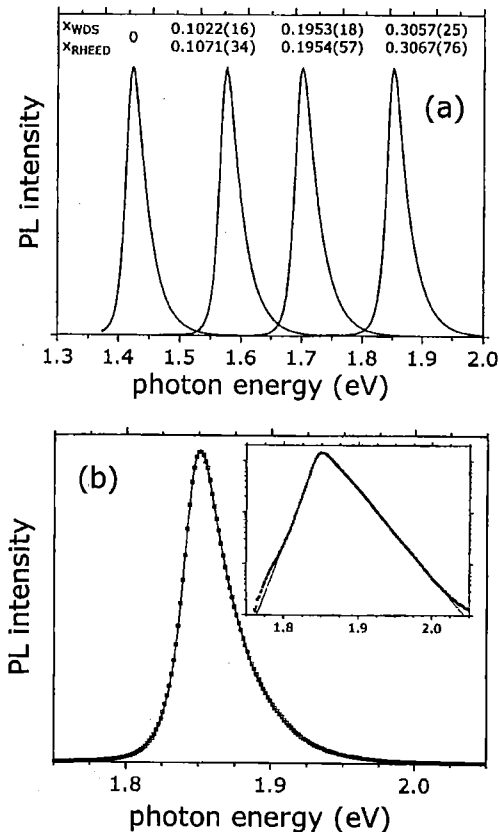 xWDS 0 0.1022(16) 0.1953(18) 0.3057(25)
xRHEED 0.1071(34) 0.1954(57) 0.3067(76)
(a)
PL intensity
1.3 1.4 1.5 1.6 1.7 1.8 1.9 2.0
photon energy (eV)
(b)
PL intensity
1.8 1.9 2.0
1.8 1.9 2.0
photon energy (eV)